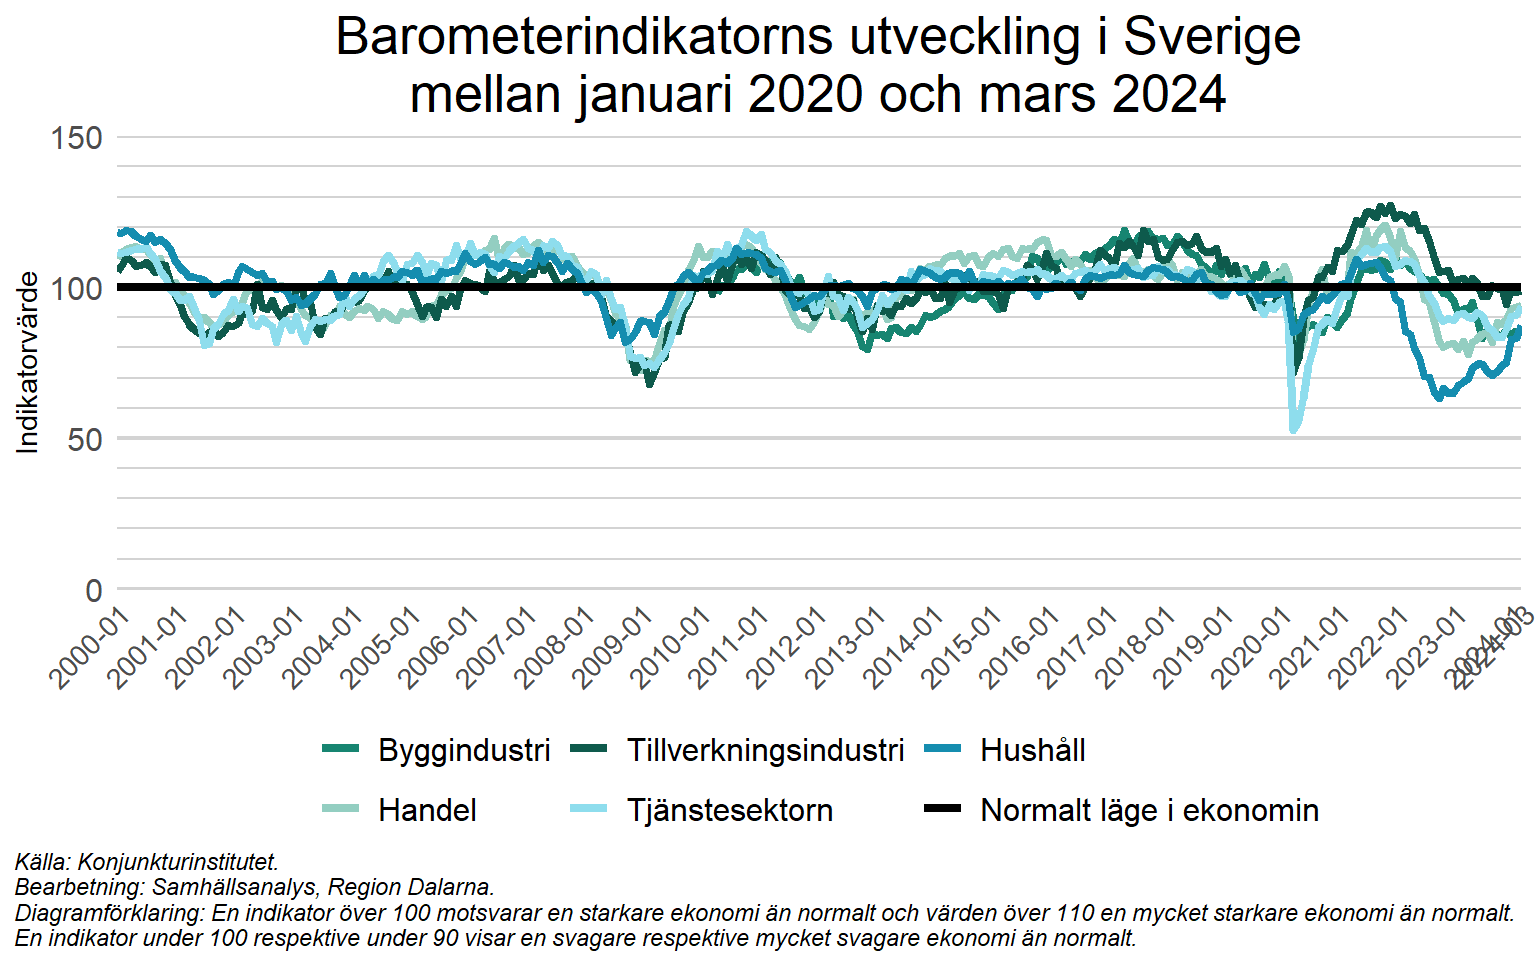 Barometerindikatorns utveckling i Sverige
mellan januari 2020 och mars 2024
Indikatorvärde
150
100
50
0
2000-01
2001-01
2002-01
2003-01
2004-01
2005-01
2006-01
2007-01
2008-01
2009-01
2010-01
2011-01
2012-01
2013-01
2014-01
2015-01
2016-01
2017-01
2018-01
2019-01
2020-01
2021-01
2022-01
2023-01
2024-01
2024-03
Byggindustri
Tillverkningsindustri
Hushåll
Handel
Tjänstesektorn
Normalt läge i ekonomin
Källa: Konjunkturinstitutet.
Bearbetning: Samhällsanalys, Region Dalarna.
Diagramförklaring: En indikator över 100 motsvarar en starkare ekonomi än normalt och värden över 110 en mycket starkare ekonomi än normalt.
En indikator under 100 respektive under 90 visar en svagare respektive mycket svagare ekonomi än normalt.